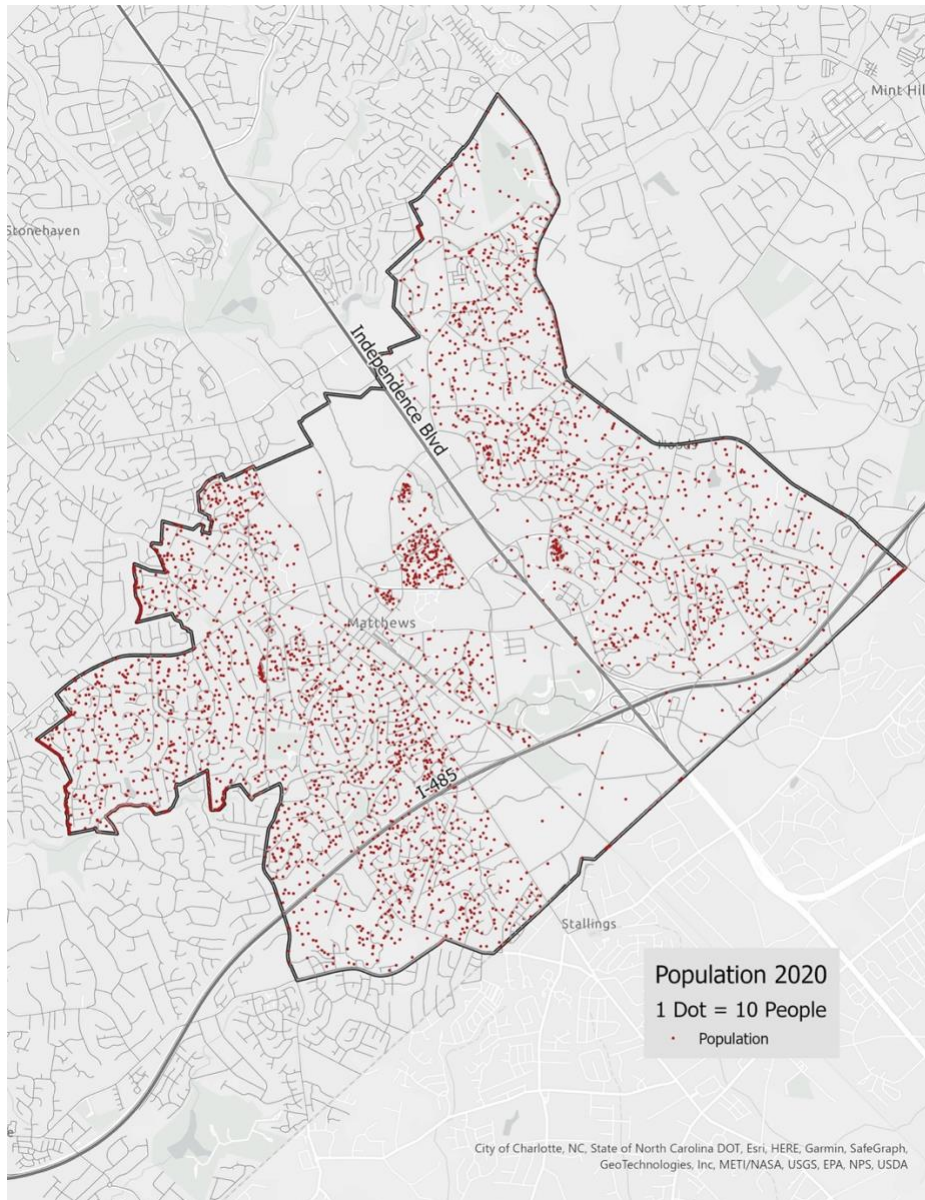 Mint Hil
Stonehaven
Independence Blvd
Matthews
I-485
Stallings
Population 2020
1 Dot = 10 People
Population
e
City of Charlotte, NC, State of North Carolina DOT, Esri, HERE, Garmin, SafeGraph,
GeoTechnologies, Inc, METI/NASA, USGS, EPA, NPS, USDA